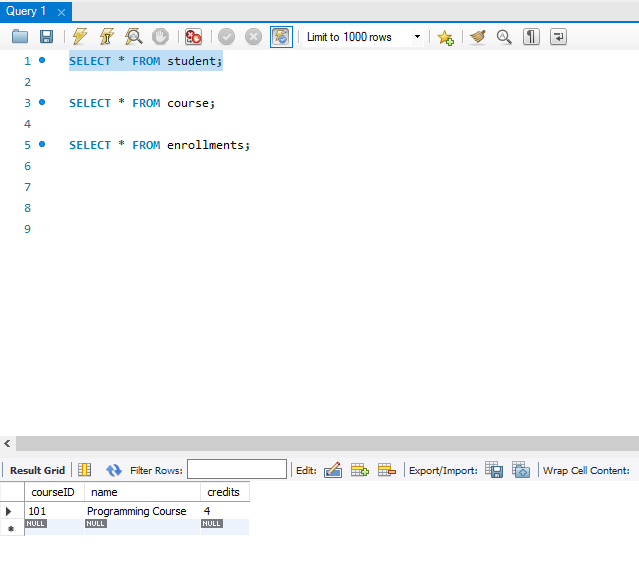 Query 1
Limit to 1000 rows
1 SELECT * FROM student;
2
3 SELECT * FROM course;
4
5 SELECT * FROM enrollments;
6
7
8
9
Result Grid Filter Rows: Edit: Export/Import: Wrap Cell Content:
courseID name credits
101 Programming Course 4
NULL NULL NULL